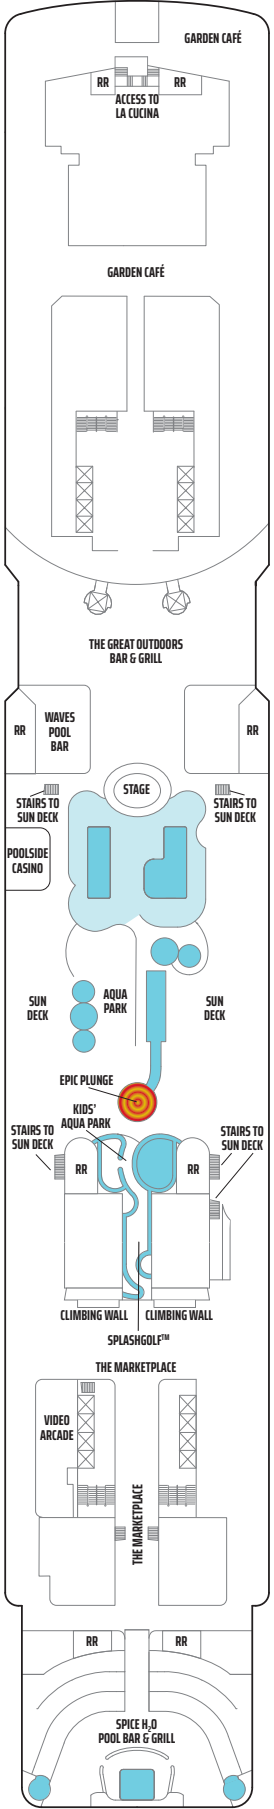 GARDEN CAFÉ
RR
RR
ACCESS TO
LA CUCINA
GARDEN CAFÉ
THE GREAT OUTDOORS
BAR & GRILL
RR
WAVES
POOL
BAR
RR
STAGE
STAIRS TO
SUN DECK
STAIRS TO
SUN DECK
POOLSIDE
CASINO
SUN
DECK
AQUA
PARK
SUN
DECK
EPIC PLUNGE
KIDS'
AQUA PARK
STAIRS TO
SUN DECK
STAIRS TO
SUN DECK
RR
RR
CLIMBING WALL
CLIMBING WALL
SPLASHGOLF™
THE MARKETPLACE
VIDEO
ARCADE
THE MARKETPLACE
RR
RR
SPICE H₂O
POOL BAR & GRILL